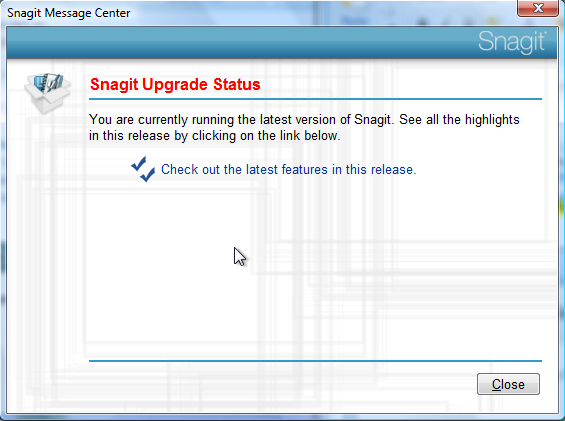 Snagit Message Center
Snagit
Snagit Upgrade Status
You are currently running the latest version of Snagit. See all the highlights
in this release by clicking on the link below.
Check out the latest features in this release.
Close